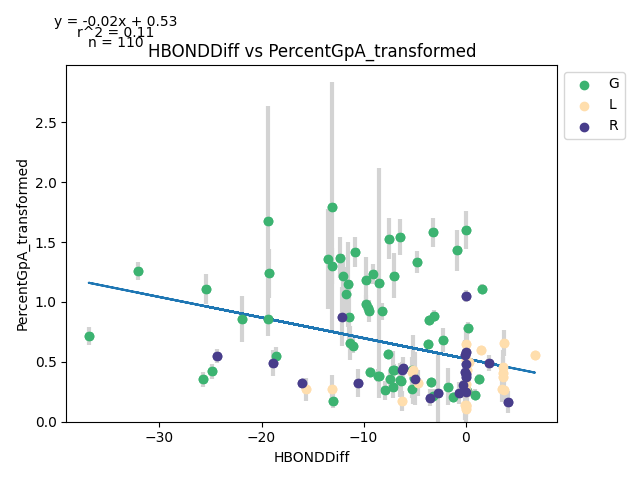 y = -0.02x + 0.53
r^2 = 0.11
n = 110
HBONDDiff vs PercentGpA_transformed
G
L
R
PercentGpA_transformed
2.5
2.0
1.5
1.0
0.5
0.0
−30
−20
−10
0
HBONDDiff